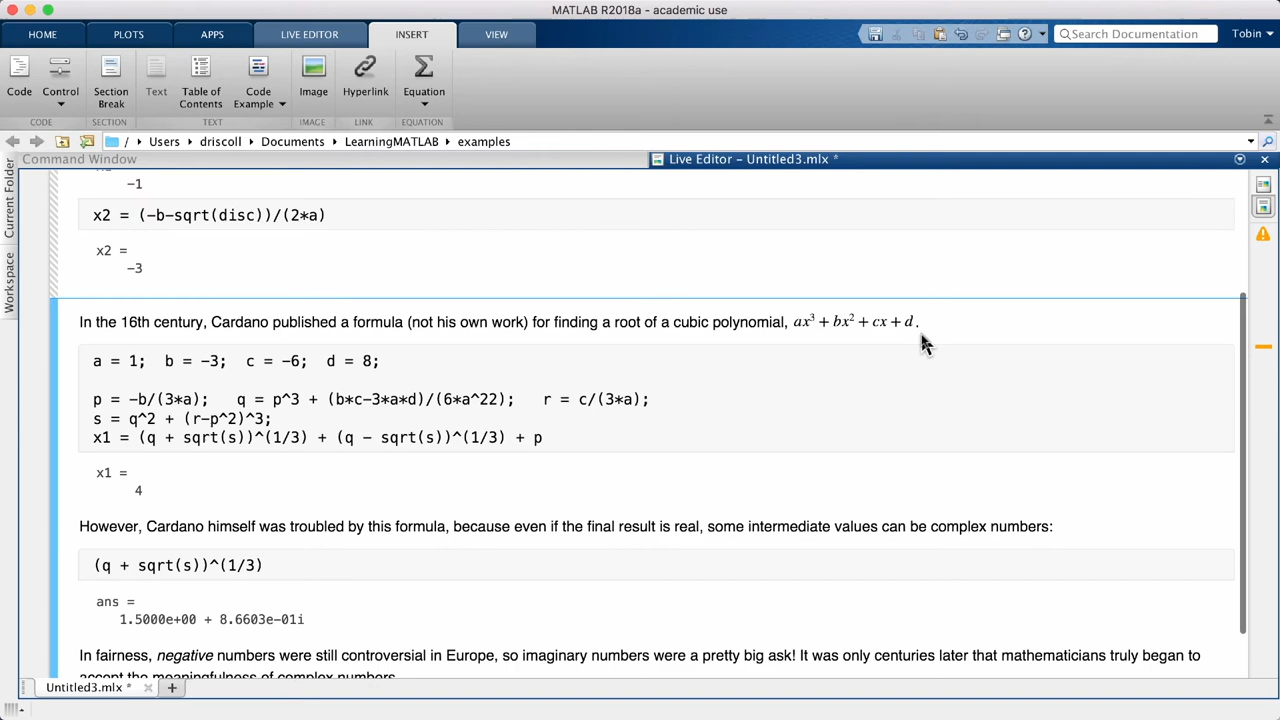 MATLAB R2018a - academic use
HOME PLOTS APPS LIVE EDITOR INSERT VIEW
Search Documentation Tobin
Code Control Section Break Text Table of Contents Code Example Image Hyperlink Equation
CODE SECTION TEXT IMAGE LINK EQUATION
/ Users driscoll Documents LearningMATLAB examples
Command Window
Live Editor - Untitled3.mlx *
Current Folder
Workspace
-1
x2 = (-b-sqrt(disc))/(2*a)
x2 =
-3
In the 16th century, Cardano published a formula (not his own work) for finding a root of a cubic polynomial, ax³ + bx² + cx + d.
a = 1; b = -3; c = -6; d = 8;
p = -b/(3*a); q = p^3 + (b*c-3*a*d)/(6*a^22); r = c/(3*a);
s = q^2 + (r-p^2)^3;
x1 = (q + sqrt(s))^(1/3) + (q - sqrt(s))^(1/3) + p
x1 =
4
However, Cardano himself was troubled by this formula, because even if the final result is real, some intermediate values can be complex numbers:
(q + sqrt(s))^(1/3)
ans =
1.5000e+00 + 8.6603e-01i
In fairness, negative numbers were still controversial in Europe, so imaginary numbers were a pretty big ask! It was only centuries later that mathematicians truly began to
accept the meaningfulness of complex numbers.
Untitled3.mlx *